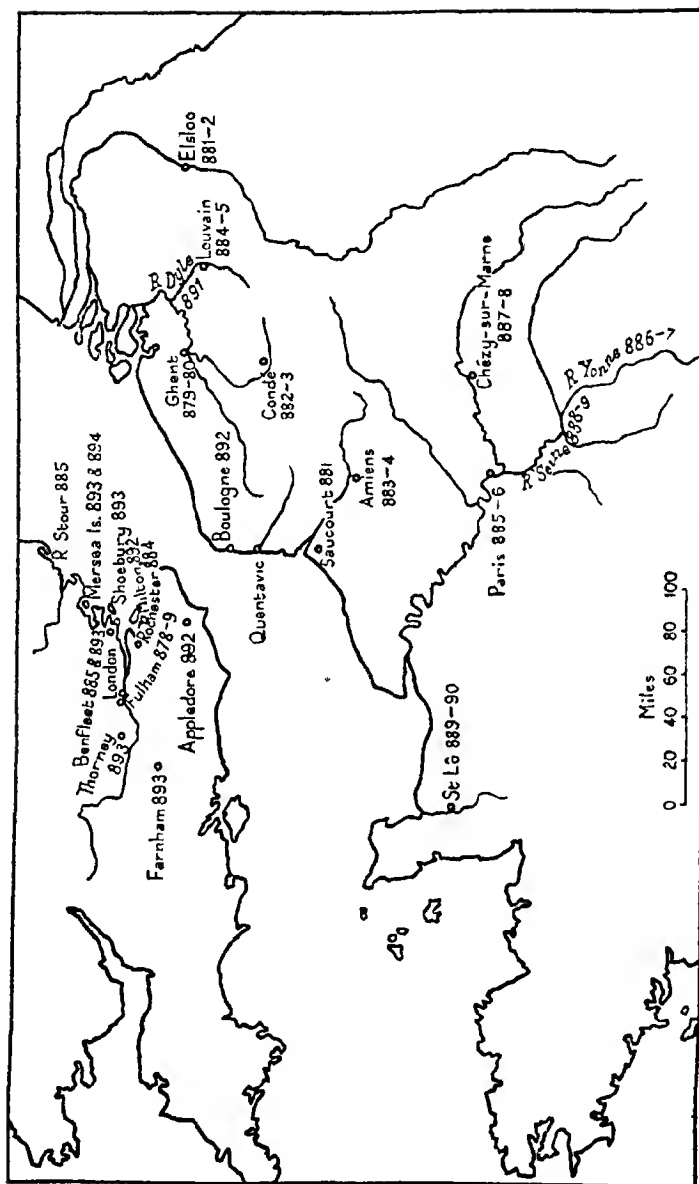 R Stour 885
Mersea Is. 893 & 894
Shoebury 893
Benfleet 885 & 893
London
Milton 892
Rochester 884
Fulham 878-9
Thorney
893
Farnham 893
Appledore 892
Elsloo
881-2
R Dyle
891
Louvain
884-5
Ghent
879-80
Condé
882-3
Boulogne 892
Quentavic
Saucourt 881
Amiens
883-4
Chézy-sur-Marne
887-8
R Yonne 886→
R Seine 888-9
Paris 885-6
St Lô 889-90
0 20 40 60 80 100
Miles